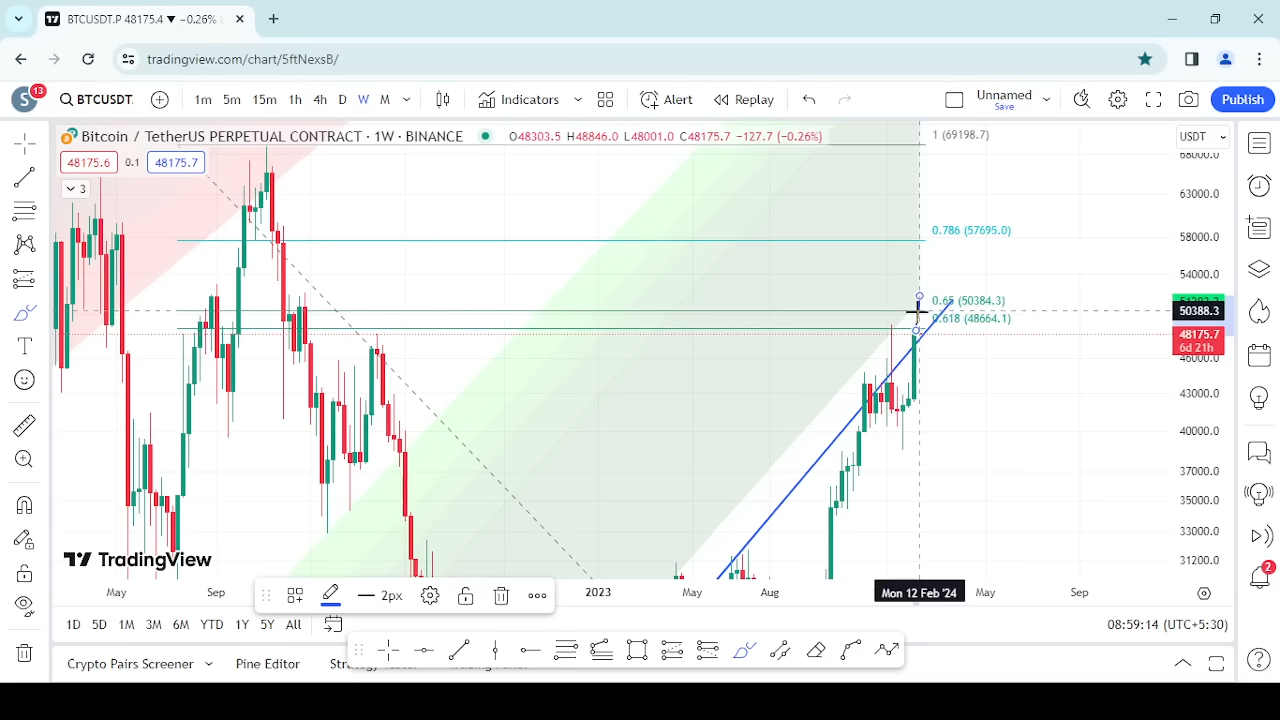 BTCUSDT.P 48175.4 ▼ −0.26%
tradingview.com/chart/5ftNexsB/
S 13 BTCUSDT. 1m 5m 15m 1h 4h D W M Indicators Alert Replay Unnamed Save Publish
Bitcoin / TetherUS PERPETUAL CONTRACT · 1W · BINANCE O48303.5 H48846.0 L48001.0 C48175.7 −127.7 (−0.26%) 1 (69198.7) USDT
48175.6 0.1 48175.7
3
68000.0
63000.0
0.786 (57695.0) 58000.0
54000.0
0.65 (50384.3)
50388.3
0.618 (48664.1)
48175.7
6d 21h
46000.0
43000.0
40000.0
37000.0
35000.0
33000.0
TradingView
31200.0
May Sep 2023 May Aug Mon 12 Feb '24 May Sep
2px
2
1D 5D 1M 3M 6M YTD 1Y 5Y All 08:59:14 (UTC+5:30)
Crypto Pairs Screener Pine Editor